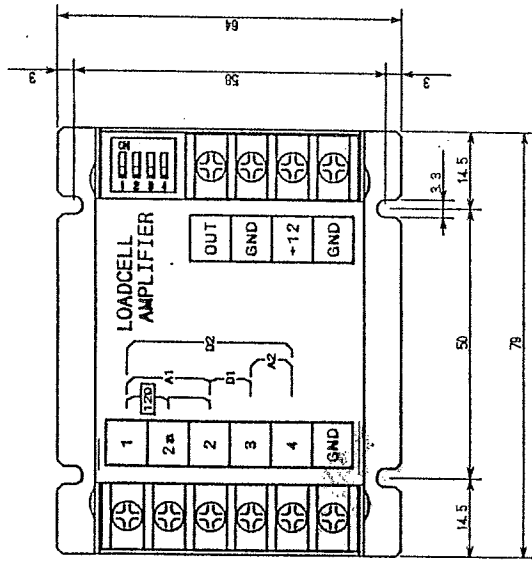 64
3
58
3
ON
1 2 3 4
LOADCELL
AMPLIFIER
OUT
GND
+12
GND
D2
A1
120
D1
A2
1
2a
2
3
4
GND
3.3
14.5
50
14.5
79